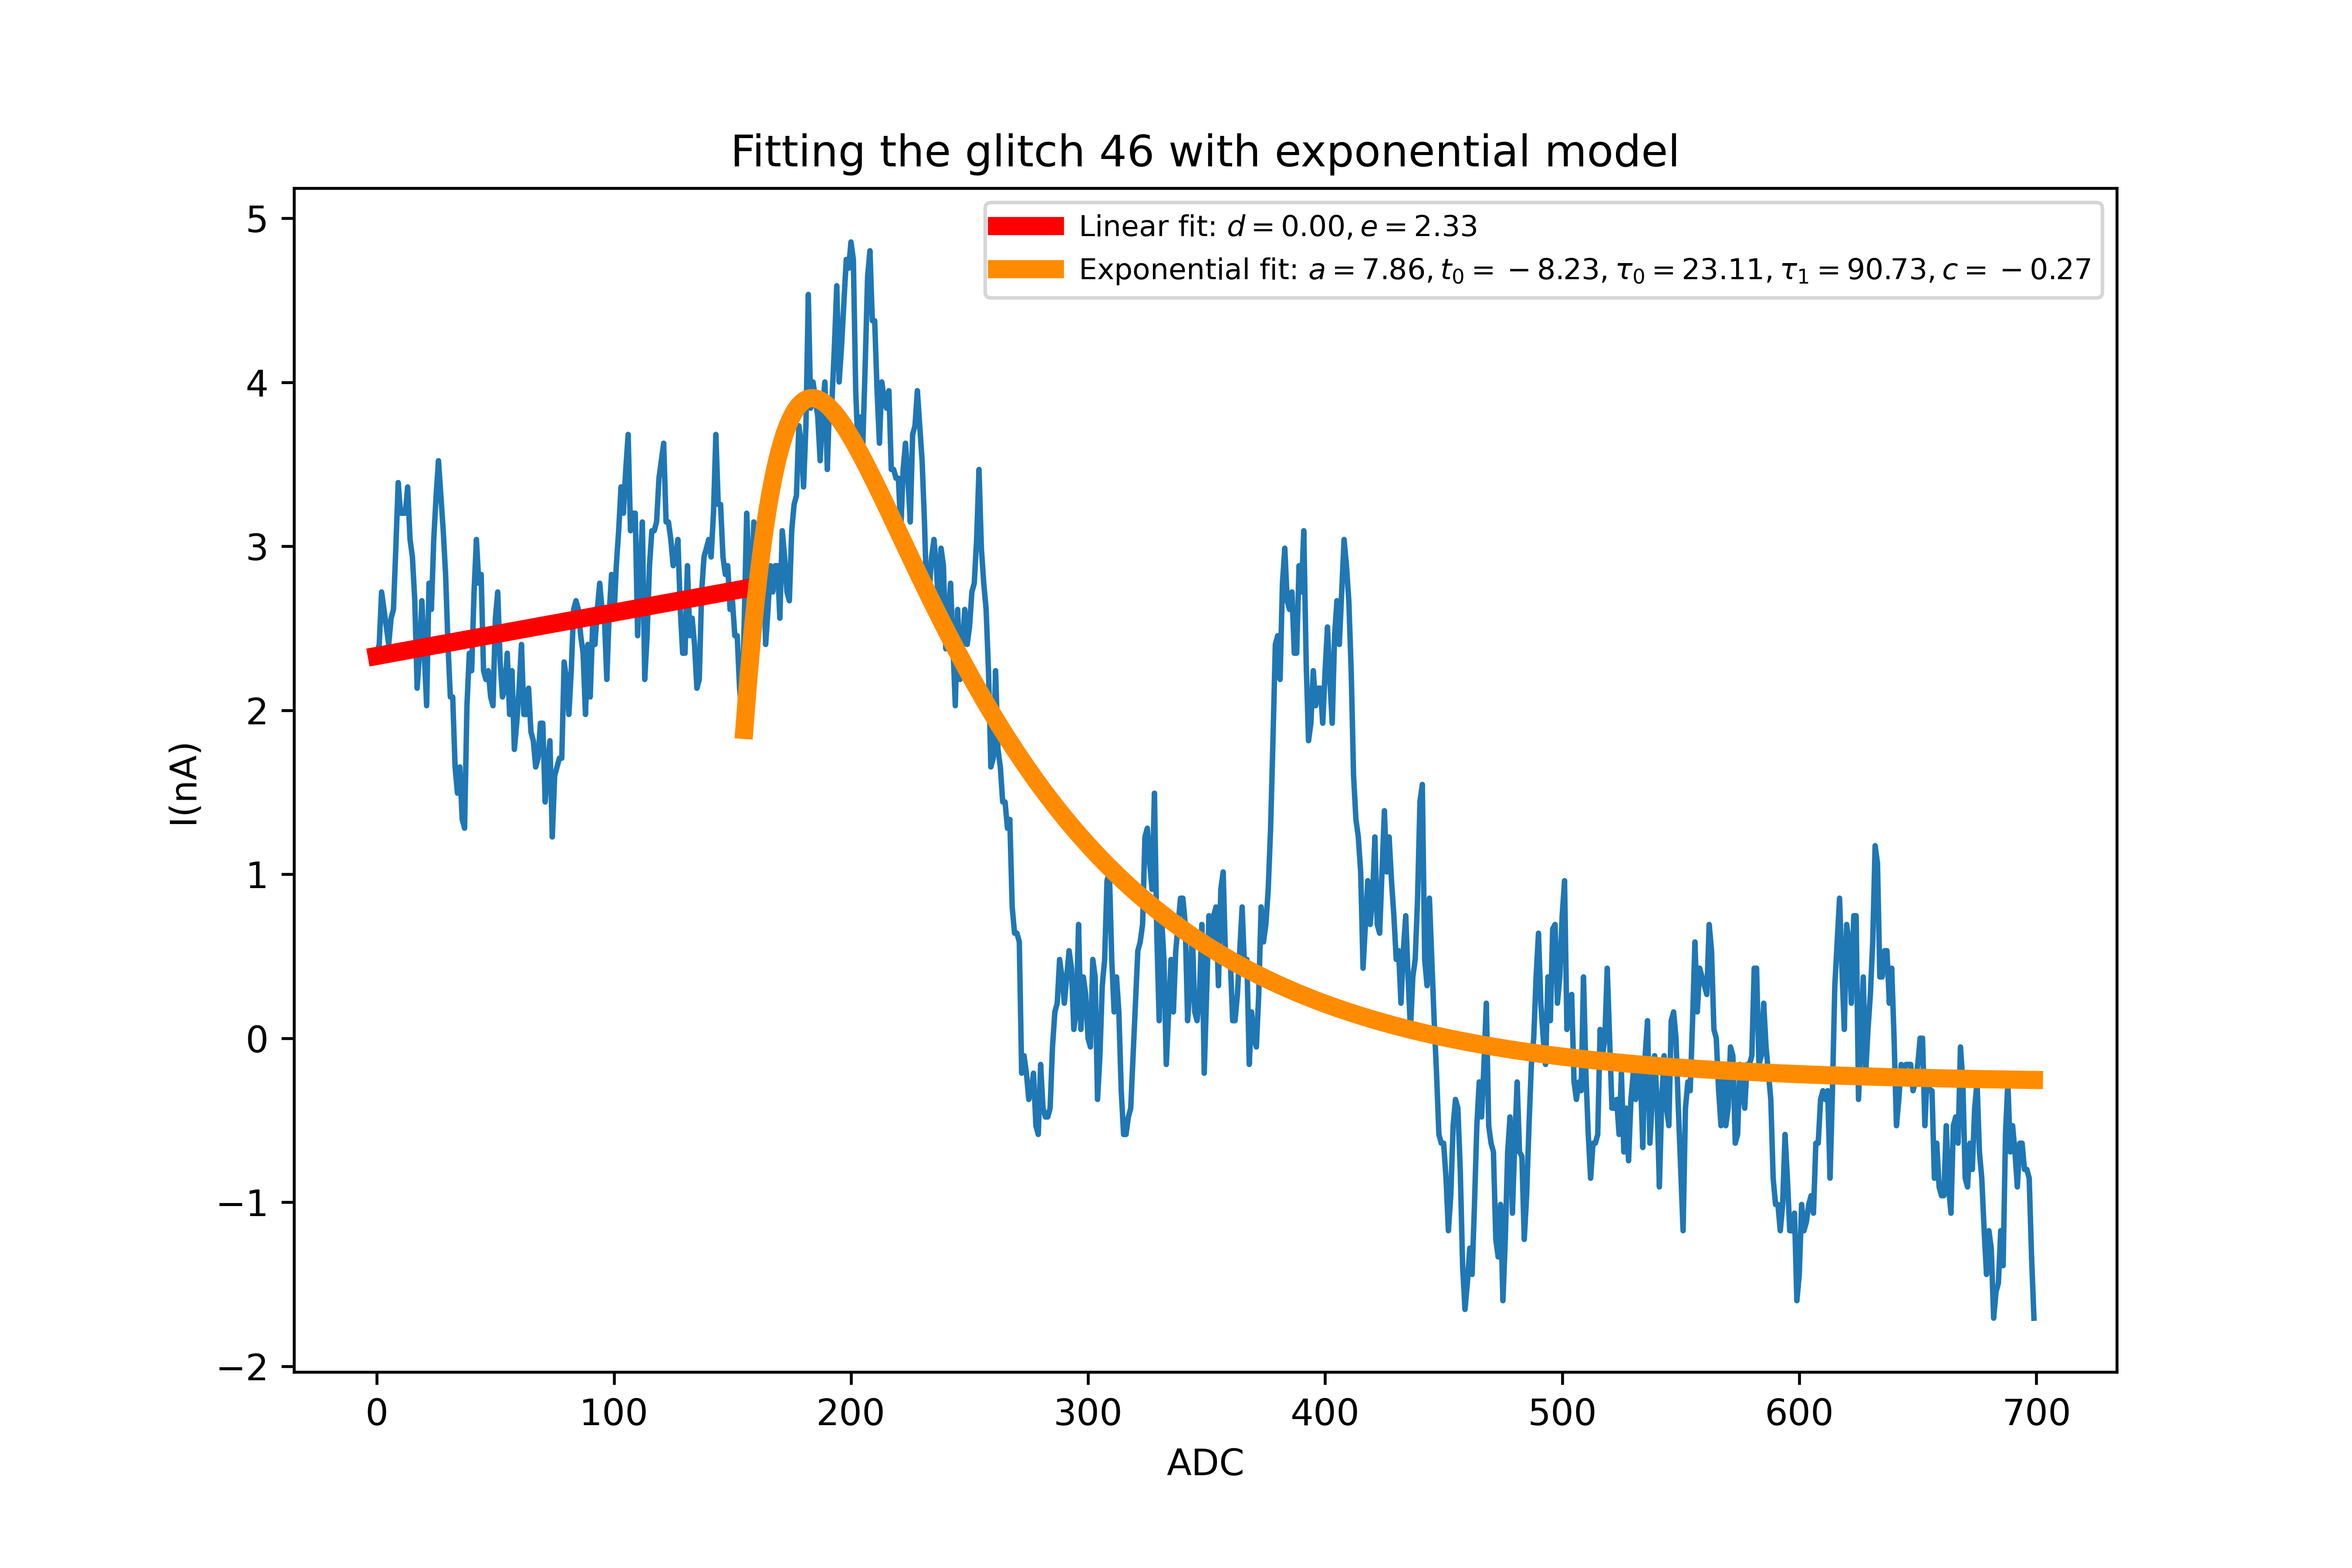 Fitting the glitch 46 with exponential model
Linear fit: d = 0.00, e = 2.33
Exponential fit: a = 7.86, t₀ = −8.23, τ₀ = 23.11, τ₁ = 90.73, c = −0.27
I(nA)
5
4
3
2
1
0
−1
−2
0 100 200 300 400 500 600 700
ADC